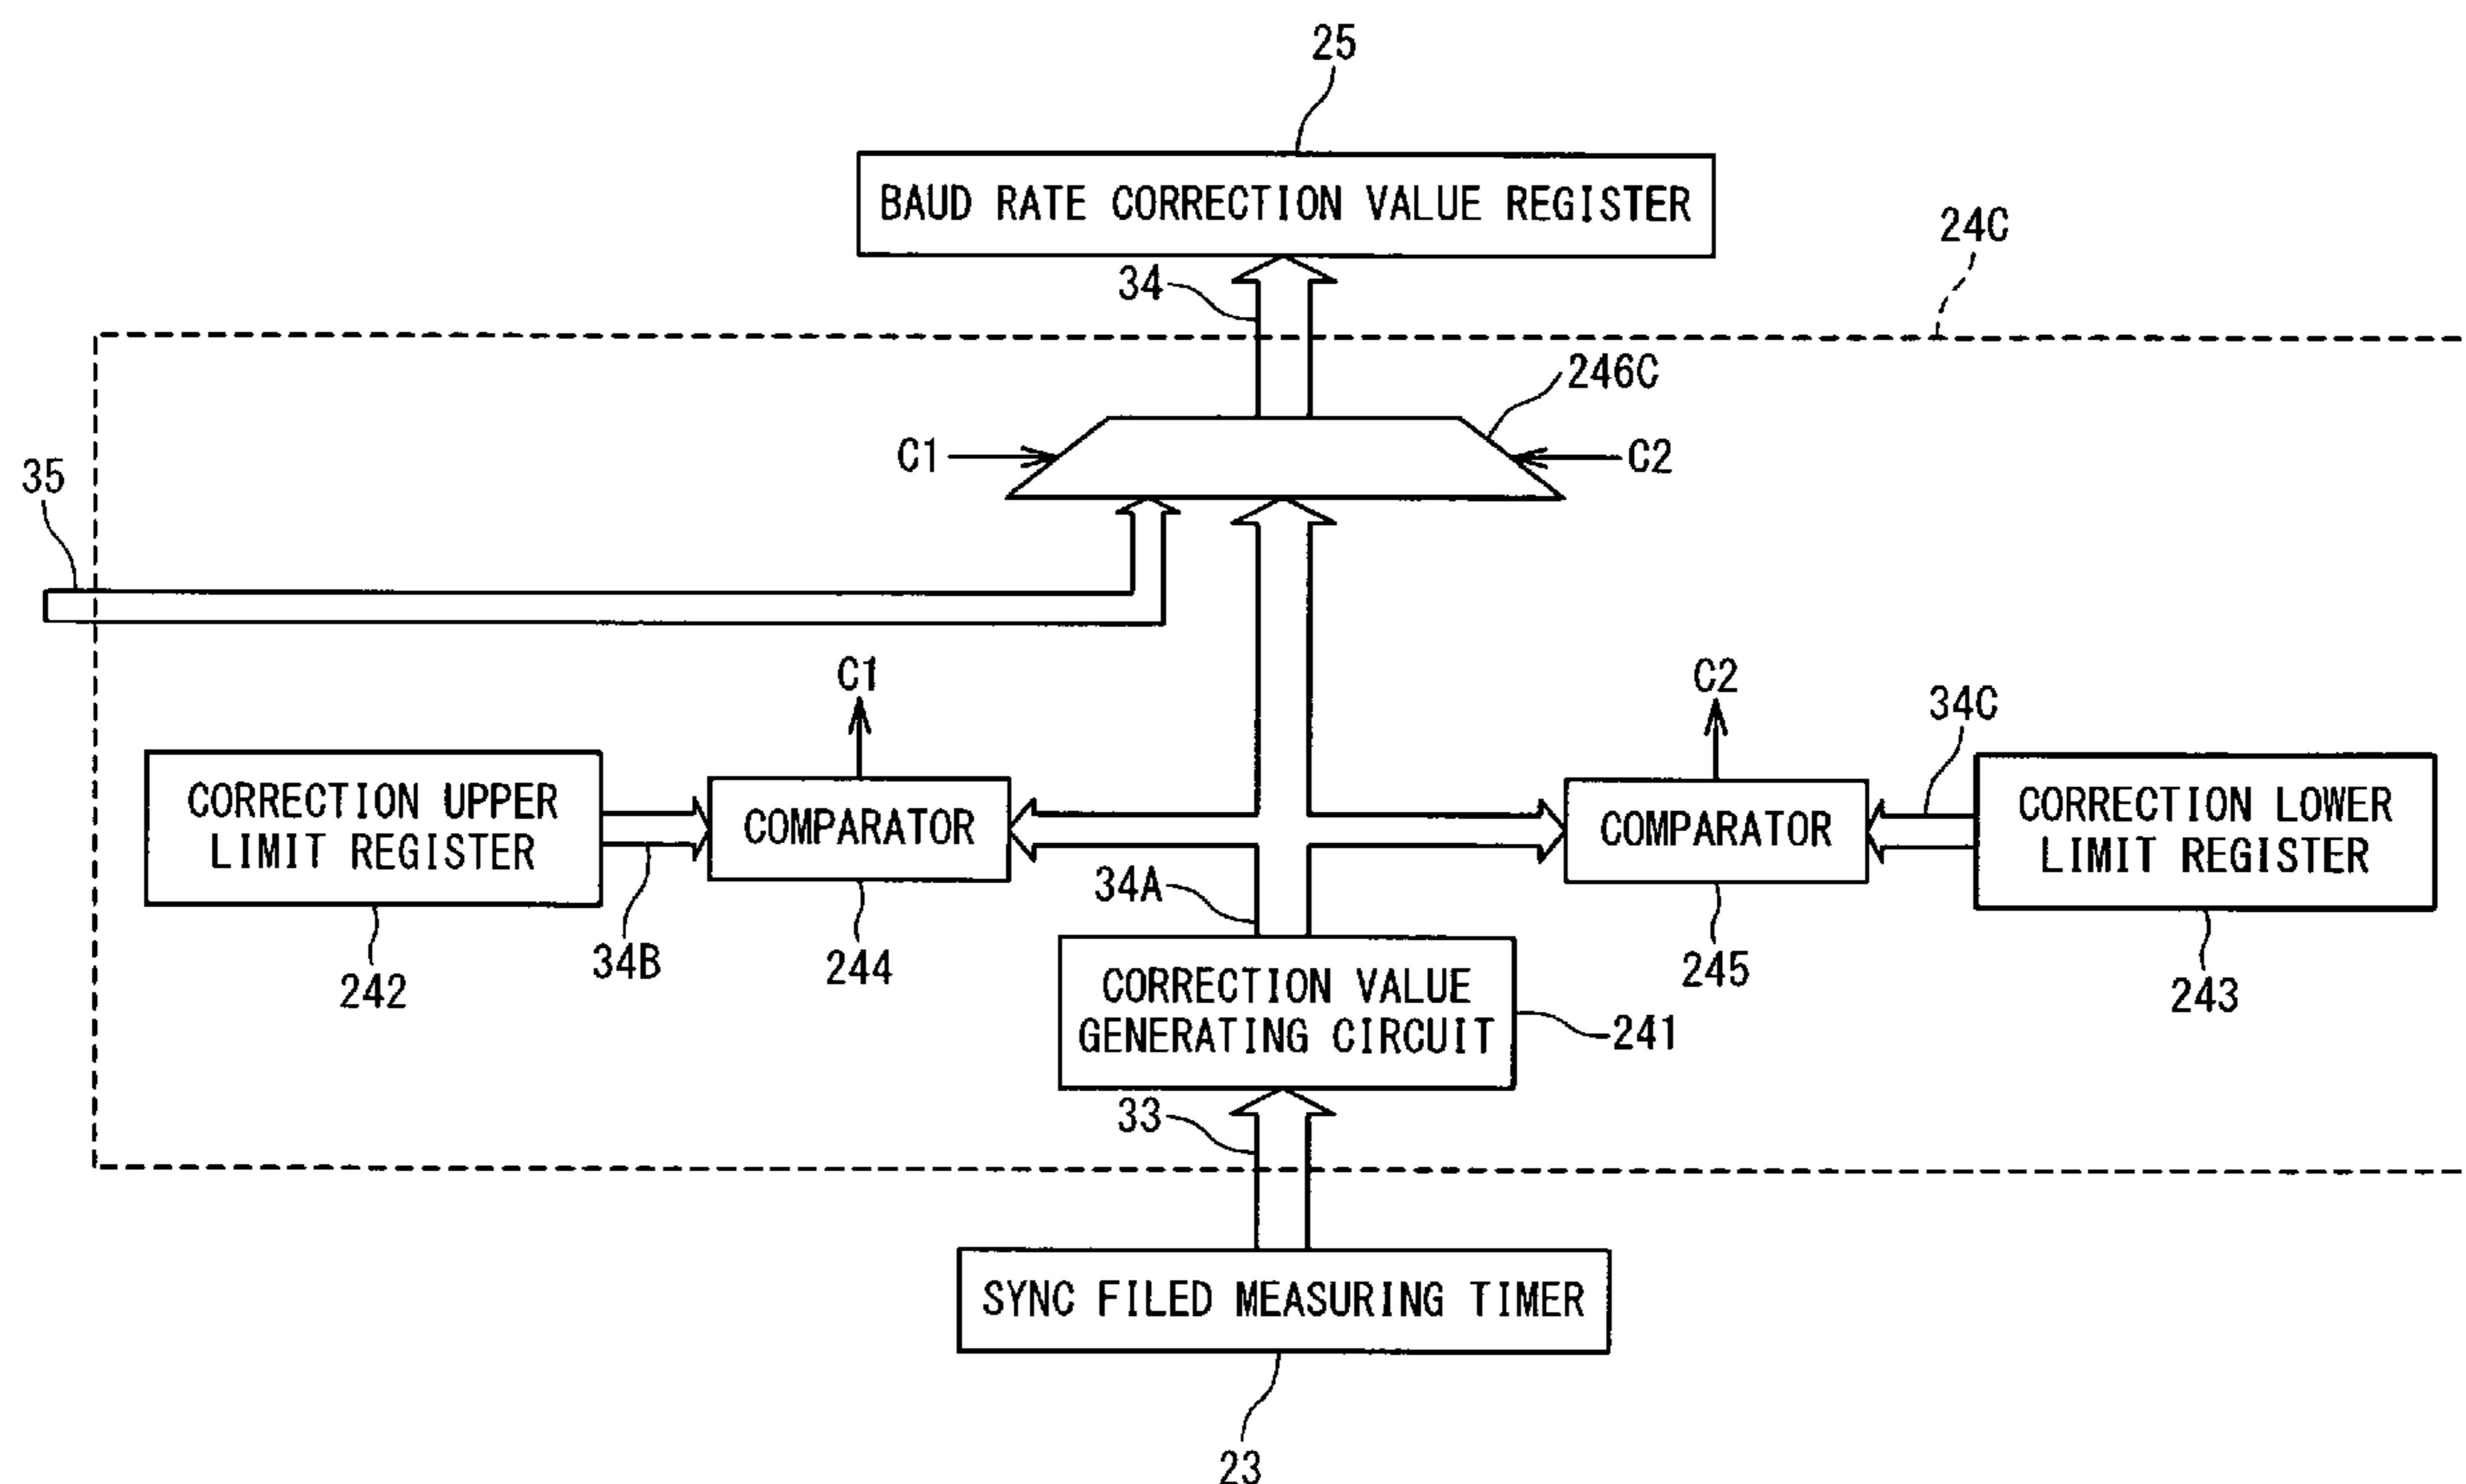 25
BAUD RATE CORRECTION VALUE REGISTER
24C
34
246C
C1
C2
35
C1
C2
34C
CORRECTION UPPER
LIMIT REGISTER
COMPARATOR
COMPARATOR
CORRECTION LOWER
LIMIT REGISTER
34A
34B
242
244
245
243
CORRECTION VALUE
GENERATING CIRCUIT
241
33
SYNC FILED MEASURING TIMER
23